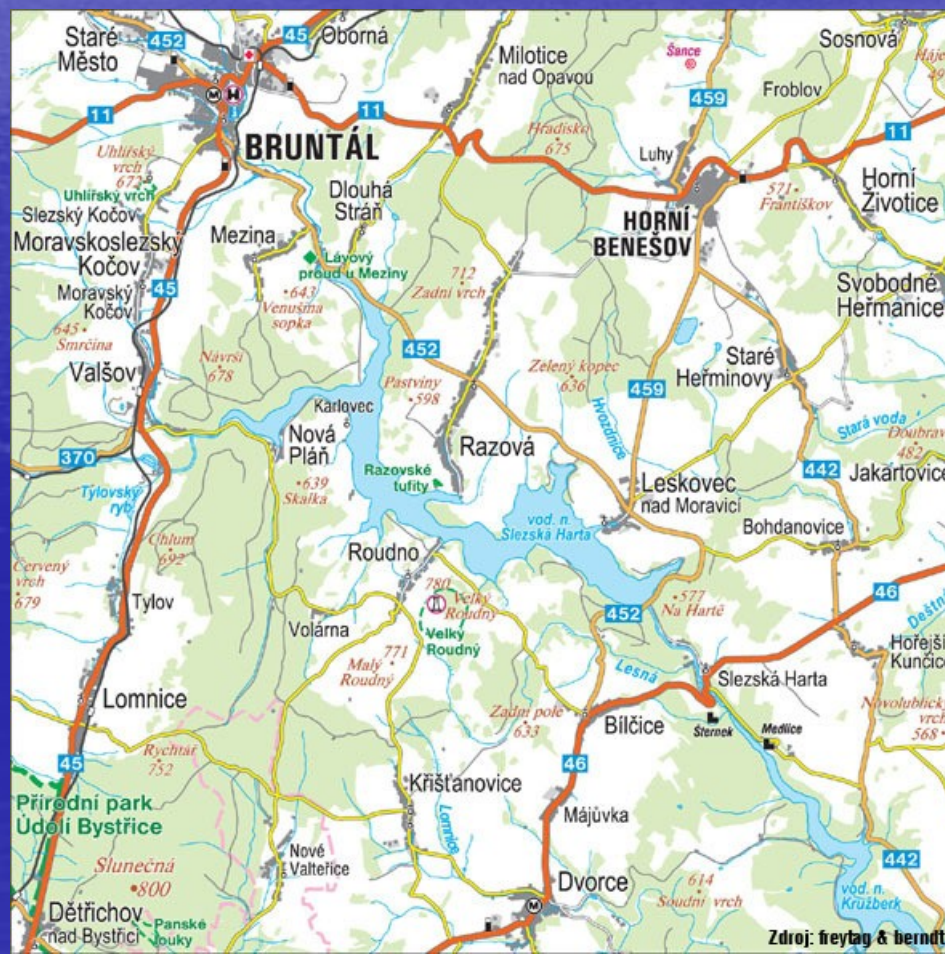 Staré
Město
452
45
Oborná
Milotice
nad Opavou
Šance
459
Sosnová
Froblov
11
BRUNTÁL
11
Hradisko
675
Luhy
11
Uhlířský
vrch
672
Uhlířský vrch
Slezský Kočov
Moravskoslezský
Kočov
Moravský
Kočov
45
Mezina
Dlouhá
Stráň
Lávový
proud u Meziny
643
Venušina
sopka
712
Zadní vrch
HORNÍ
BENEŠOV
571
Františkov
Horní
Životice
Svobodné
Heřmanice
645
Smrčina
Valšov
Návrší
678
452
Pastviny
598
Zelený kopec
636
459
Staré
Heřminovy
Hvozdnice
Karlovec
Nová
Pláň
Razová
Stará voda
Doubrava
482
370
Týlovský
ryb.
639
Skalka
Razovské
tufity
Leskovec
nad Moravicí
442
Jakartovice
vod. n.
Slezská Harta
Bohdanovice
Chlum
692
Roudno
Červený
vrch
679
Tylov
780
Velký
Roudný
Velký
Roudný
577
Na Hartě
46
452
Volárna
771
Malý
Roudný
Lesná
Slezská Harta
Hořejší
Kunčice
Lomnice
Zadní pole
633
Bílčice
Šternek
Medlice
Novolublický
vrch
568
Rychtář
752
45
46
Přírodní park
Údolí Bystřice
Křišťanovice
Májůvka
Lomnice
Slunečná
800
Nové
Valteřice
442
Dvorce
614
Soudní vrch
vod. n.
Kružberk
Dětřichov
nad Bystřicí
Panské
louky
Zdroj: freytag & berndt